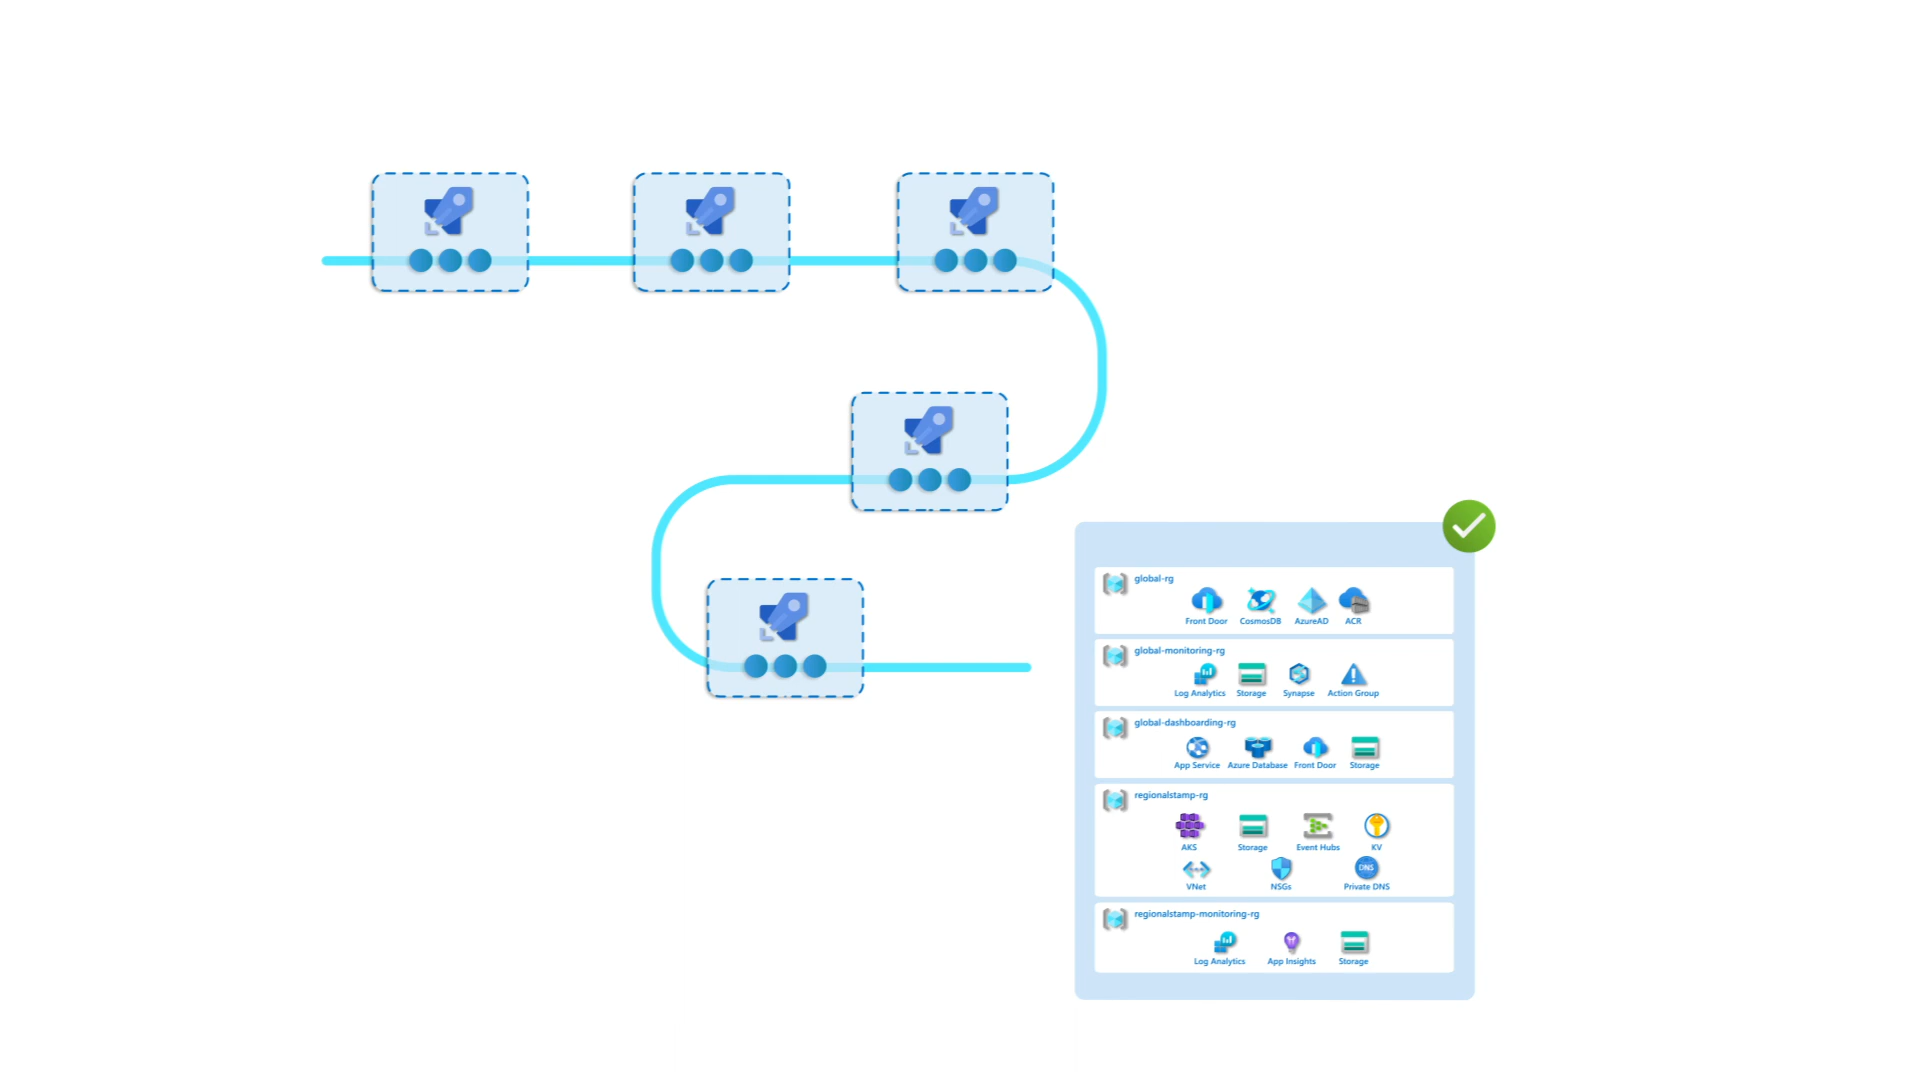 global-rg
Front Door CosmosDB AzureAD ACR
global-monitoring-rg
Log Analytics Storage Synapse Action Group
global-dashboarding-rg
App Service Azure Database Front Door Storage
regionalstamp-rg
AKS Storage Event Hubs KV
DNS
VNet NSGs Private DNS
regionalstamp-monitoring-rg
Log Analytics App Insights Storage